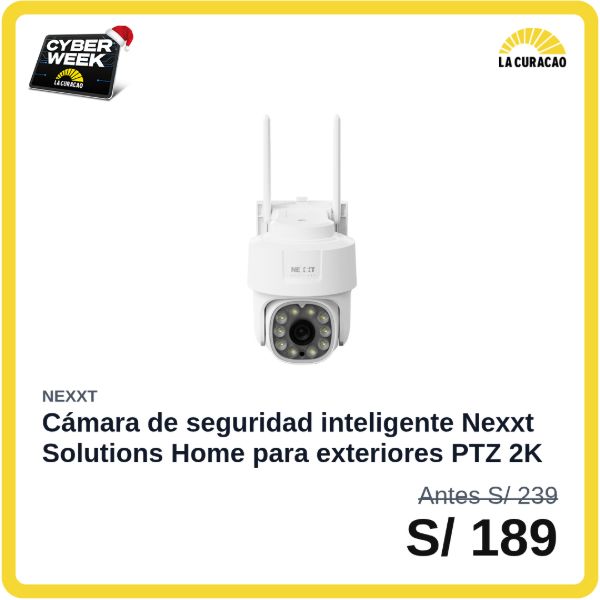 CYBER
WEEK
LA CURACAO
LA CURACAO
NEXXT
NEXXT
Cámara de seguridad inteligente Nexxt
Solutions Home para exteriores PTZ 2K
Antes S/ 239
S/ 189